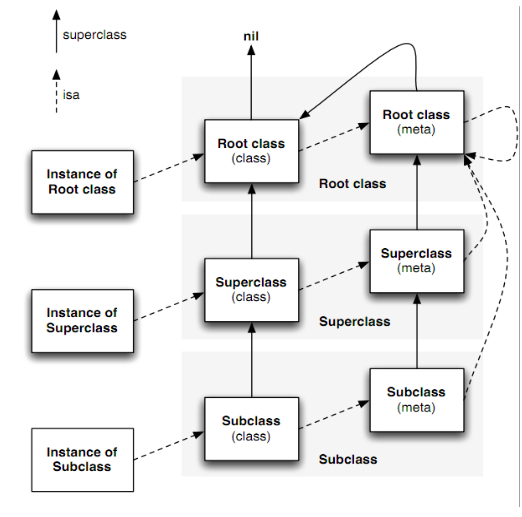 superclass
isa
nil
Root class
(class)
Root class
(meta)
Root class
Instance of
Root class
Superclass
(class)
Superclass
(meta)
Superclass
Instance of
Superclass
Subclass
(class)
Subclass
(meta)
Subclass
Instance of
Subclass